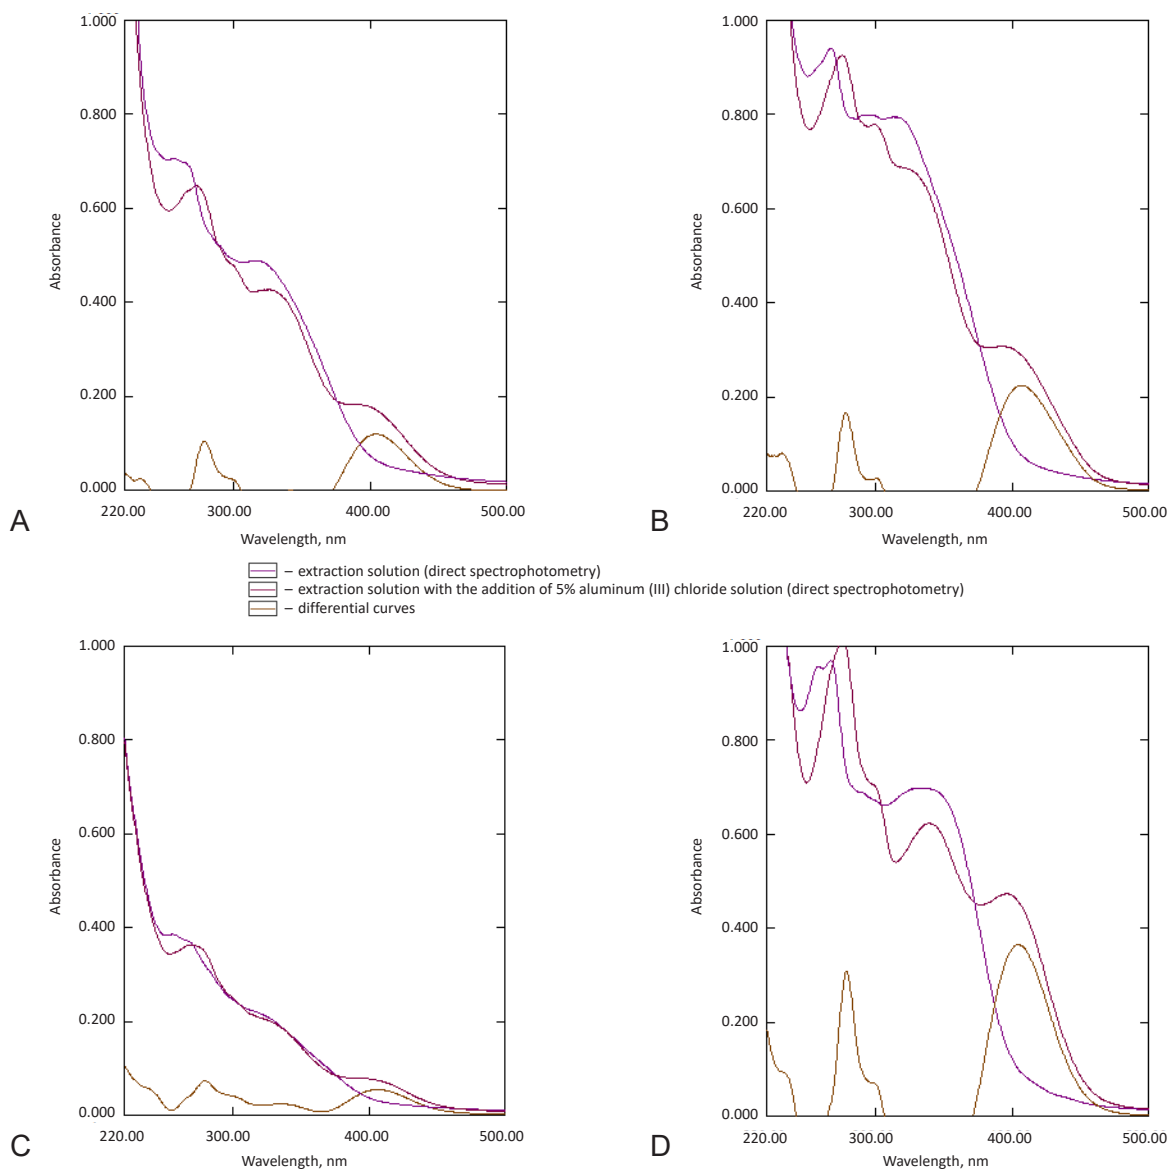 1.000
0.800
0.600
0.400
0.200
0.000
Absorbance
220.00 300.00 400.00 500.00
Wavelength, nm
A
1.000
0.800
0.600
0.400
0.200
0.000
Absorbance
220.00 300.00 400.00 500.00
Wavelength, nm
B
– extraction solution (direct spectrophotometry)
– extraction solution with the addition of 5% aluminum (III) chloride solution (direct spectrophotometry)
– differential curves
1.000
0.800
0.600
0.400
0.200
0.000
Absorbance
220.00 300.00 400.00 500.00
Wavelength, nm
C
1.000
0.800
0.600
0.400
0.200
0.000
Absorbance
220.00 300.00 400.00 500.00
Wavelength, nm
D